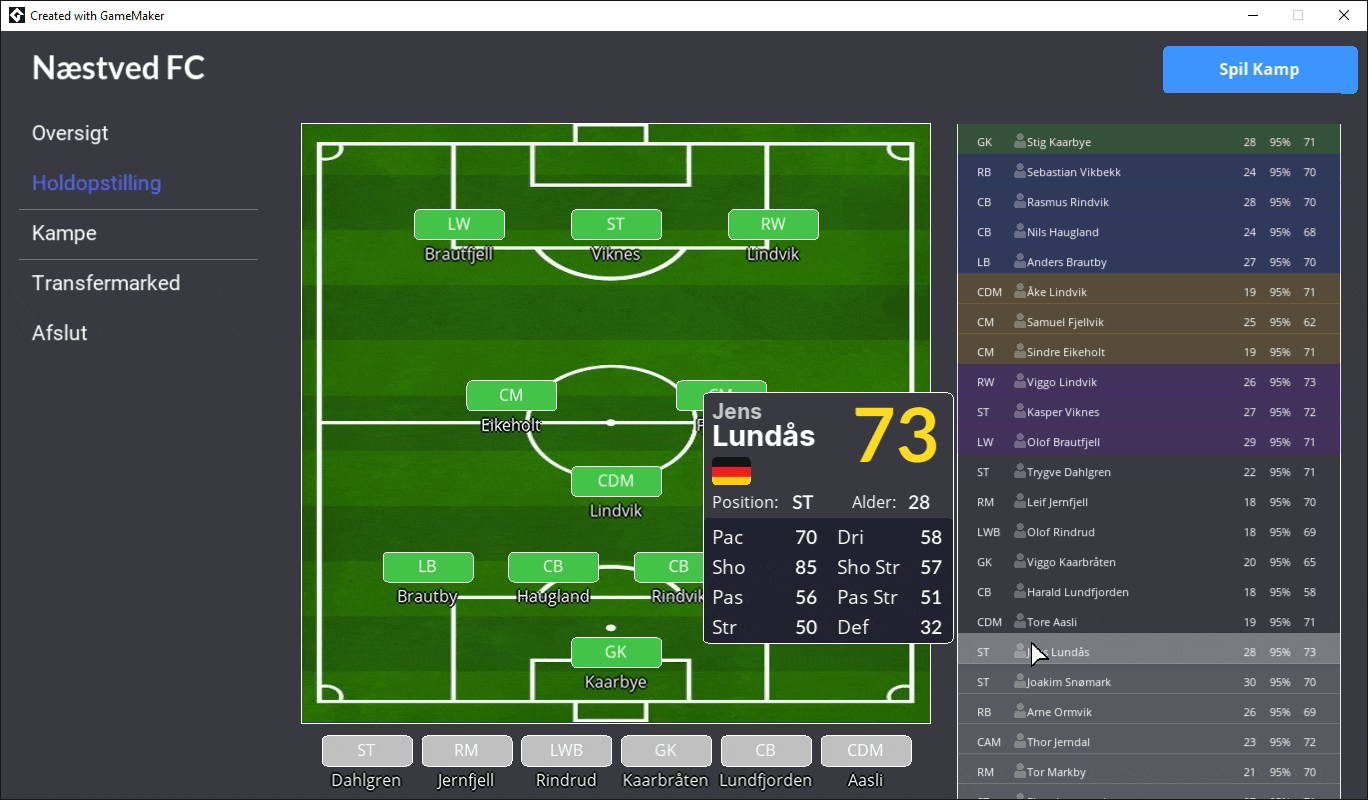 Created with GameMaker
Næstved FC
Spil Kamp
Oversigt
Holdopstilling
Kampe
Transfermarked
Afslut
LW
ST
RW
Brautfjell
Viknes
Lindvik
CM
Eikeholt
CDM
Lindvik
LB
CB
CB
Brautby
Haugland
Rindvik
GK
Kaarbye
Jens
Lundås
73
Position: ST Alder: 28
Pac 70 Dri 58
Sho 85 Sho Str 57
Pas 56 Pas Str 51
Str 50 Def 32
ST RM LWB GK CB CDM
Dahlgren Jernfjell Rindrud Kaarbråten Lundfjorden Aasli
GK Stig Kaarbye 28 95% 71
RB Sebastian Vikbekk 24 95% 70
CB Rasmus Rindvik 28 95% 70
CB Nils Haugland 24 95% 68
LB Anders Brautby 27 95% 70
CDM Åke Lindvik 19 95% 71
CM Samuel Fjellvik 25 95% 62
CM Sindre Eikeholt 19 95% 71
RW Viggo Lindvik 26 95% 73
ST Kasper Viknes 27 95% 72
LW Olof Brautfjell 29 95% 71
ST Trygve Dahlgren 22 95% 71
RM Leif Jernfjell 18 95% 70
LWB Olof Rindrud 18 95% 69
GK Viggo Kaarbråten 20 95% 65
CB Harald Lundfjorden 18 95% 58
CDM Tore Aasli 19 95% 71
ST Lundås 28 95% 73
ST Joakim Snømark 30 95% 70
RB Arne Ormvik 26 95% 69
CAM Thor Jerndal 23 95% 72
RM Tor Markby 21 95% 70